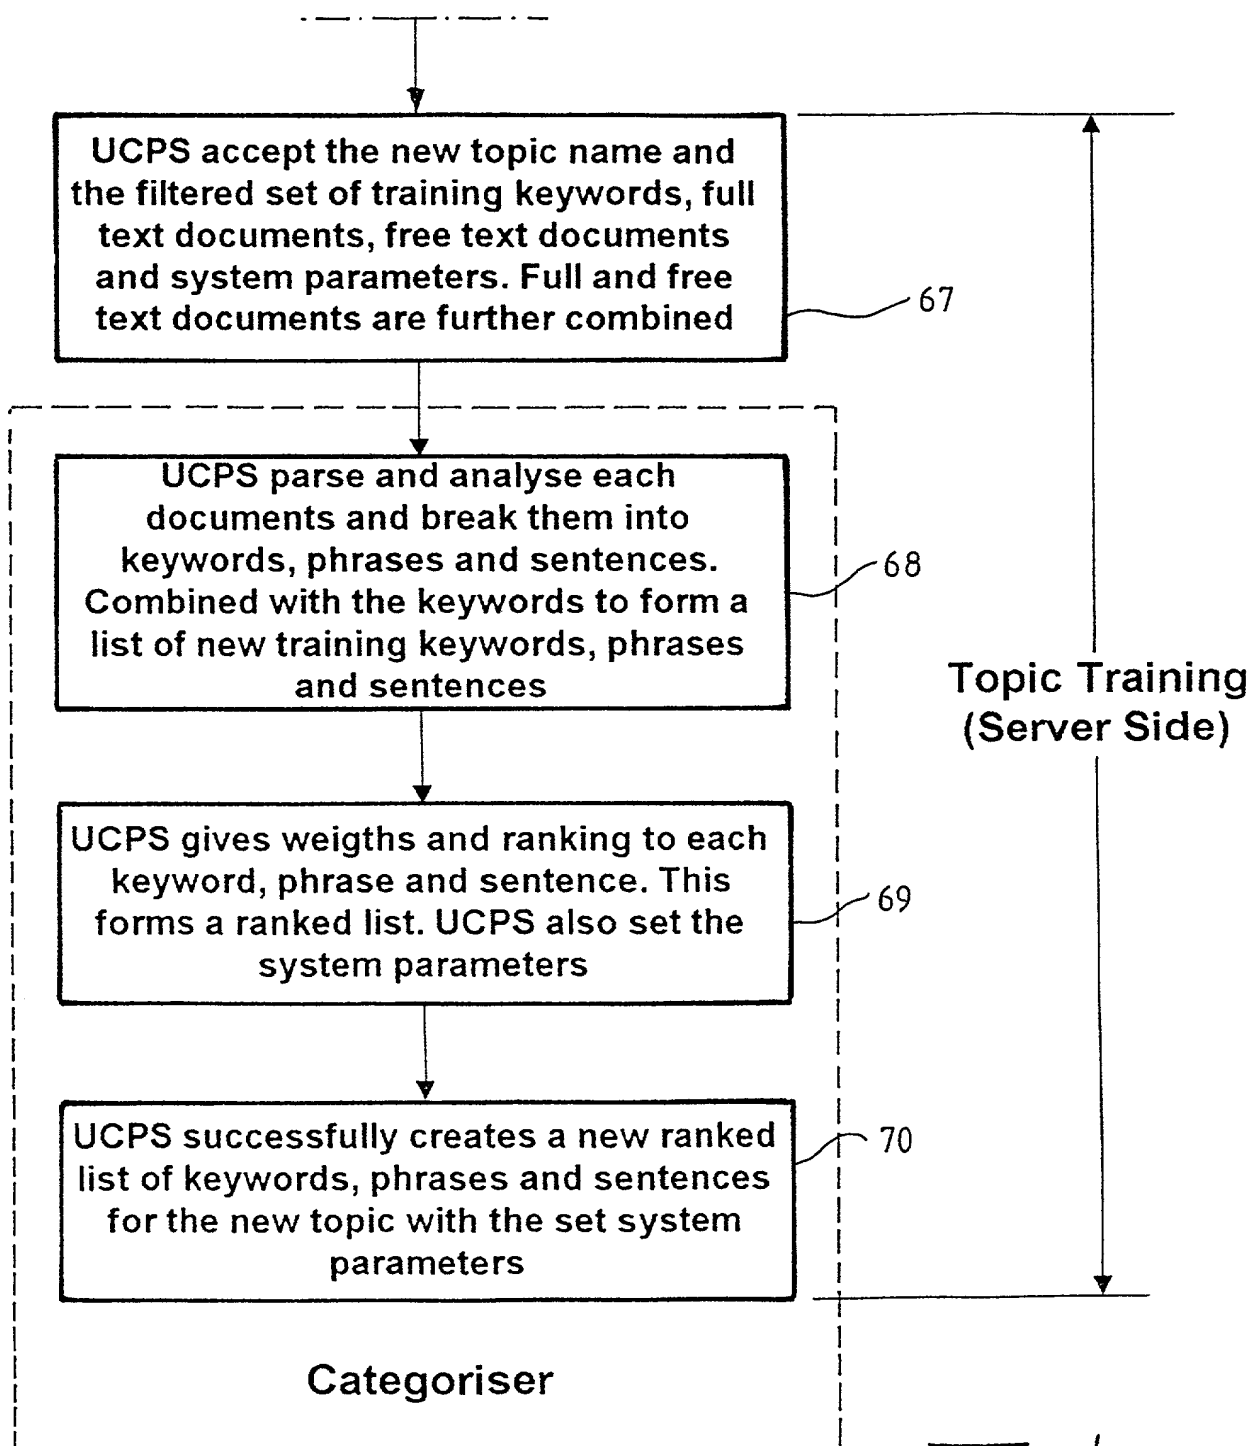 UCPS accept the new topic name and
the filtered set of training keywords, full
text documents, free text documents
and system parameters. Full and free
text documents are further combined
67
UCPS parse and analyse each
documents and break them into
keywords, phrases and sentences.
Combined with the keywords to form a
list of new training keywords, phrases
and sentences
68
Topic Training
(Server Side)
UCPS gives weigths and ranking to each
keyword, phrase and sentence. This
forms a ranked list. UCPS also set the
system parameters
69
UCPS successfully creates a new ranked
list of keywords, phrases and sentences
for the new topic with the set system
parameters
70
Categoriser